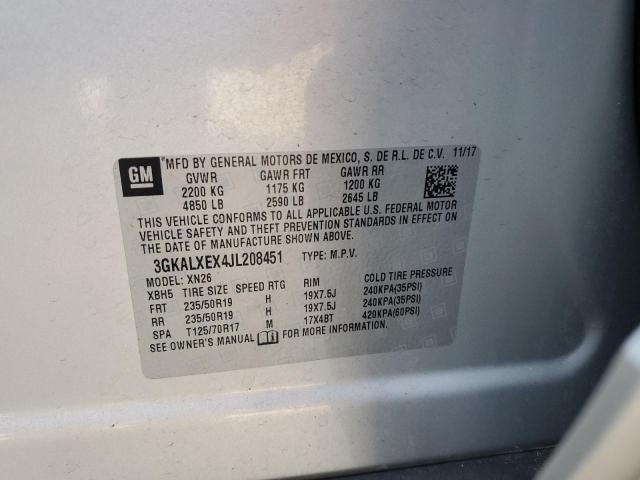 GM
MFD BY GENERAL MOTORS DE MEXICO, S. DE R.L. DE C.V. 11/17
GVWR GAWR FRT GAWR RR
2200 KG 1175 KG 1200 KG
4850 LB 2590 LB 2645 LB
THIS VEHICLE CONFORMS TO ALL APPLICABLE U.S. FEDERAL MOTOR
VEHICLE SAFETY AND THEFT PREVENTION STANDARDS IN EFFECT ON
THE DATE OF MANUFACTURE SHOWN ABOVE.
3GKALXEX4JL208451 TYPE: M.P.V.
MODEL: XN26
XBH5 TIRE SIZE SPEED RTG RIM COLD TIRE PRESSURE
FRT 235/50R19 H 19X7.5J 240KPA(35PSI)
RR 235/50R19 H 19X7.5J 240KPA(35PSI)
SPA T125/70R17 M 17X4BT 420KPA(60PSI)
SEE OWNER'S MANUAL FOR MORE INFORMATION.